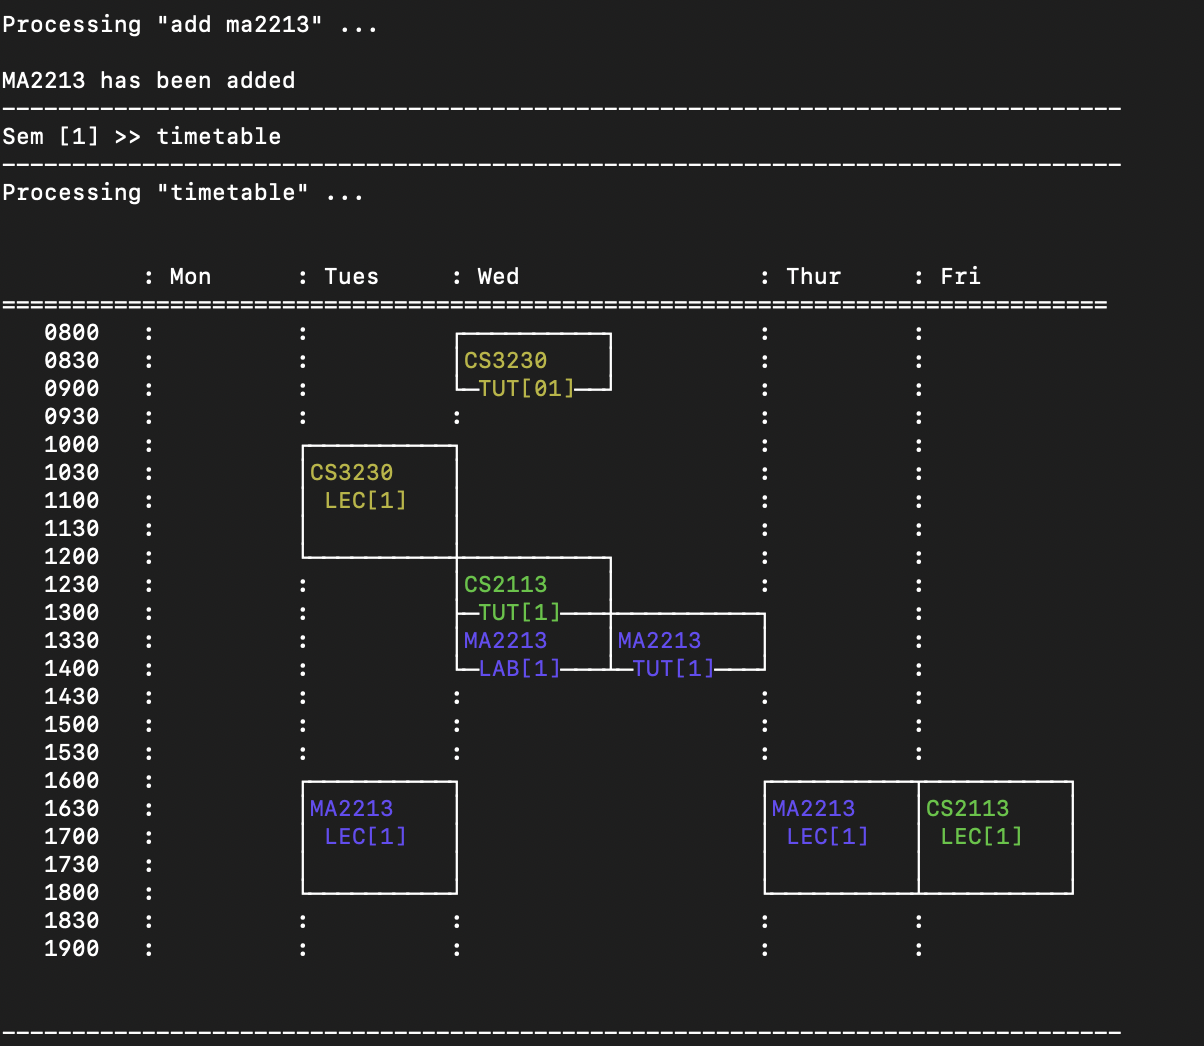 Processing "add ma2213" ...
MA2213 has been added
--------------------------------------------------------------------------------
Sem [1] >> timetable
--------------------------------------------------------------------------------
Processing "timetable" ...
: Mon : Tues : Wed : Thur : Fri
===============================================================================
0800 : : : :
0830 : : CS3230 : :
0900 : : TUT[01] : :
0930 : : : : :
1000 : : :
1030 : CS3230 : :
1100 : LEC[1] : :
1130 : : :
1200 : : :
1230 : : CS2113 : :
1300 : : TUT[1] :
1330 : : MA2213 MA2213 :
1400 : : LAB[1] TUT[1] :
1430 : : : : :
1500 : : : : :
1530 : : : : :
1600 :
1630 : MA2213 MA2213 CS2113
1700 : LEC[1] LEC[1] LEC[1]
1730 :
1800 :
1830 : : : : :
1900 : : : : :
--------------------------------------------------------------------------------